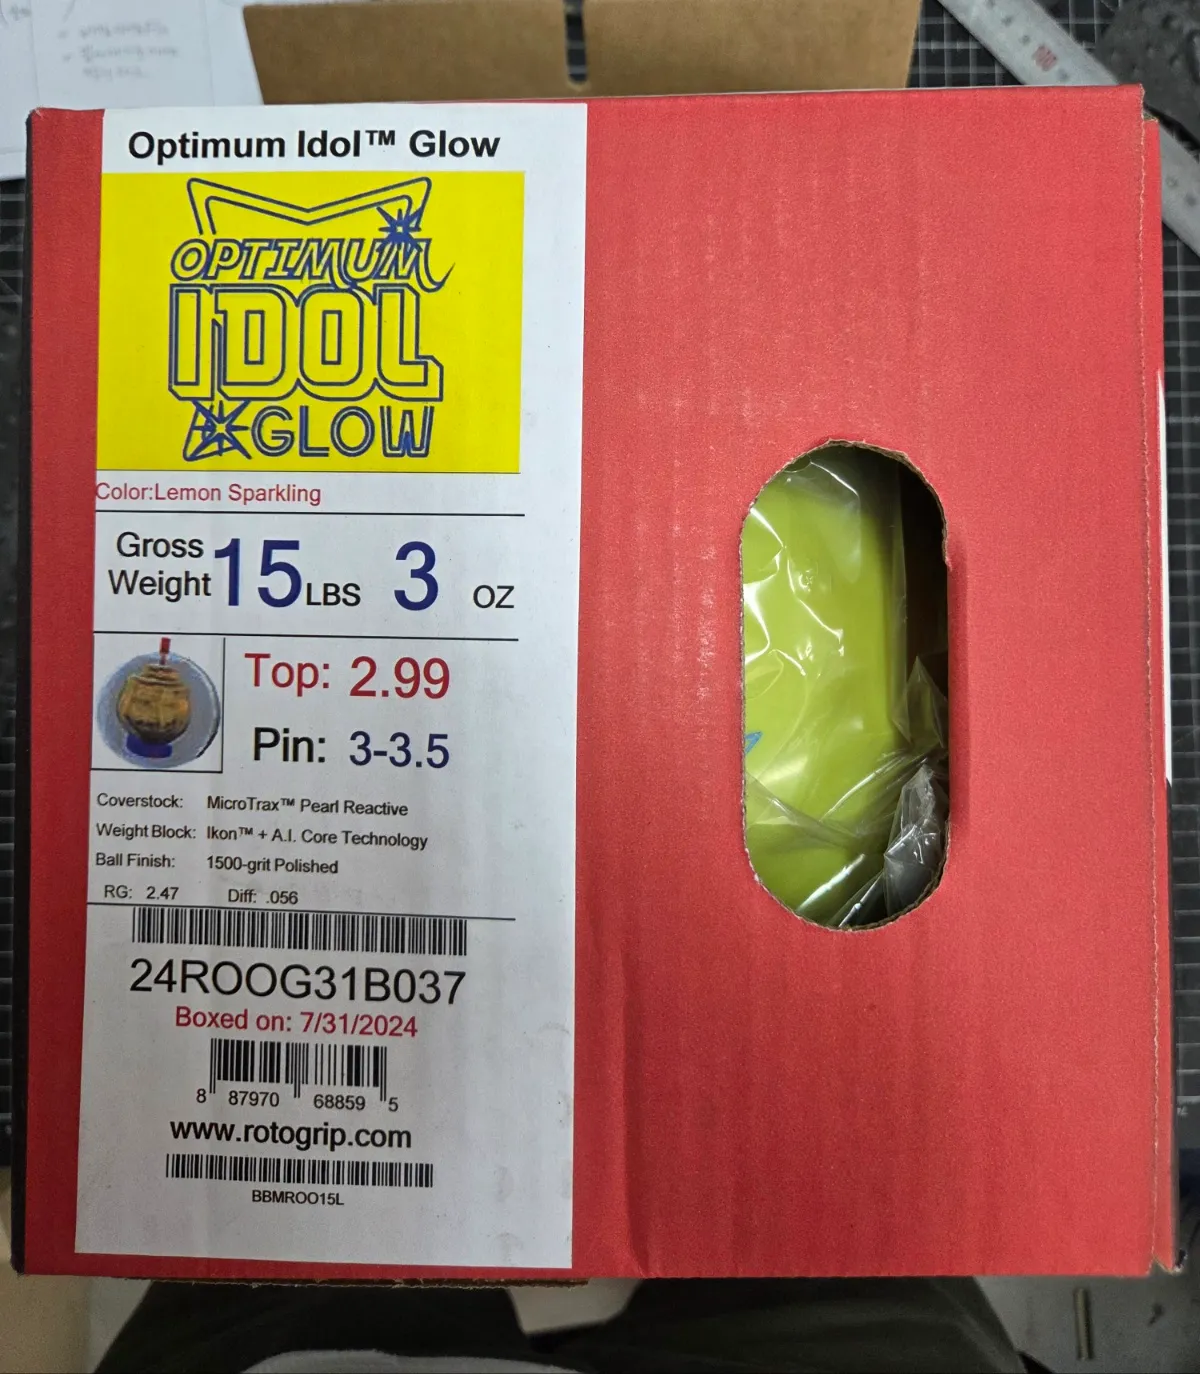 Optimum Idol™ Glow
OPTIMUM
IDOL
GLOW
Color:Lemon Sparkling
Gross Weight 15 LBS 3 OZ
Top: 2.99
Pin: 3-3.5
Coverstock: MicroTrax™ Pearl Reactive
Weight Block: Ikon™ + A.I. Core Technology
Ball Finish: 1500-grit Polished
RG: 2.47 Diff: .056
24ROOG31B037
Boxed on: 7/31/2024
8 87970 68859 5
www.rotogrip.com
BBMROO15L
100